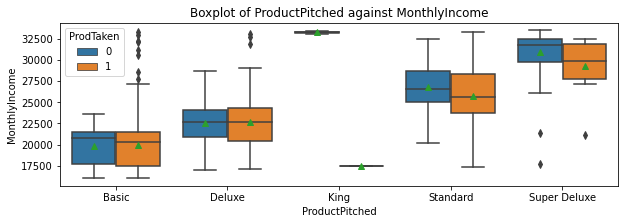 Boxplot of ProductPitched against MonthlyIncome
ProdTaken
0
1
MonthlyIncome
32500
30000
27500
25000
22500
20000
17500
Basic Deluxe King Standard Super Deluxe
ProductPitched